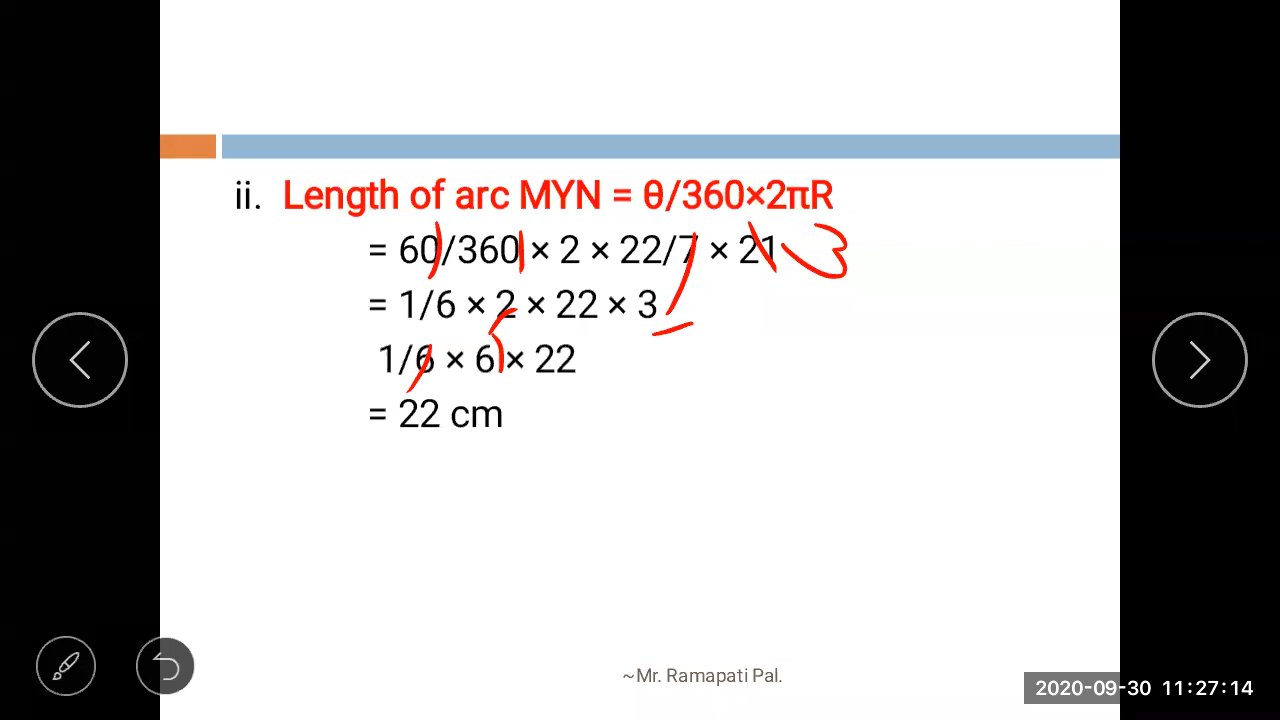 ii. Length of arc MYN = θ/360×2πR
= 60/360 × 2 × 22/7 × 21 3
= 1/6 × 2 × 22 × 3
1/6 × 6 × 22
= 22 cm
~Mr. Ramapati Pal.
2020-09-30 11:27:14